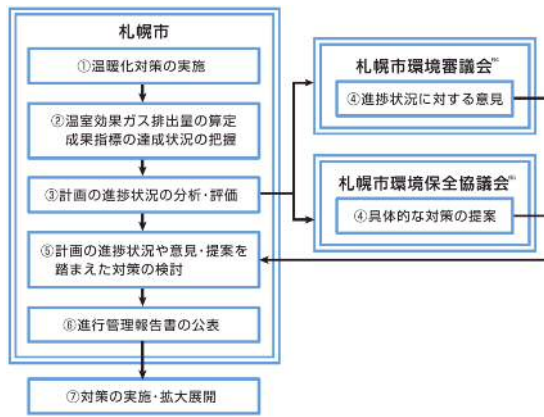 札幌市
①温暖化対策の実施
②温室効果ガス排出量の算定
成果指標の達成状況の把握
③計画の進捗状況の分析・評価
札幌市環境審議会
④進捗状況に対する意見
札幌市環境保全協議会
④具体的な対策の提案
⑤計画の進捗状況や意見・提案を
踏まえた対策の検討
⑥進行管理報告書の公表
⑦対策の実施・拡大展開